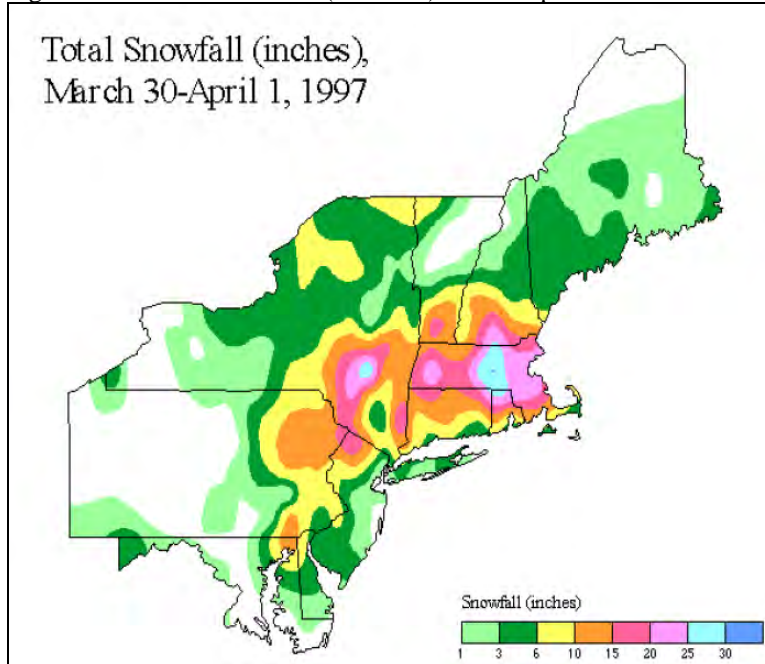 Total Snowfall (inches),
March 30-April 1, 1997
Snowfall (inches)
1 3 6 10 15 20 25 30